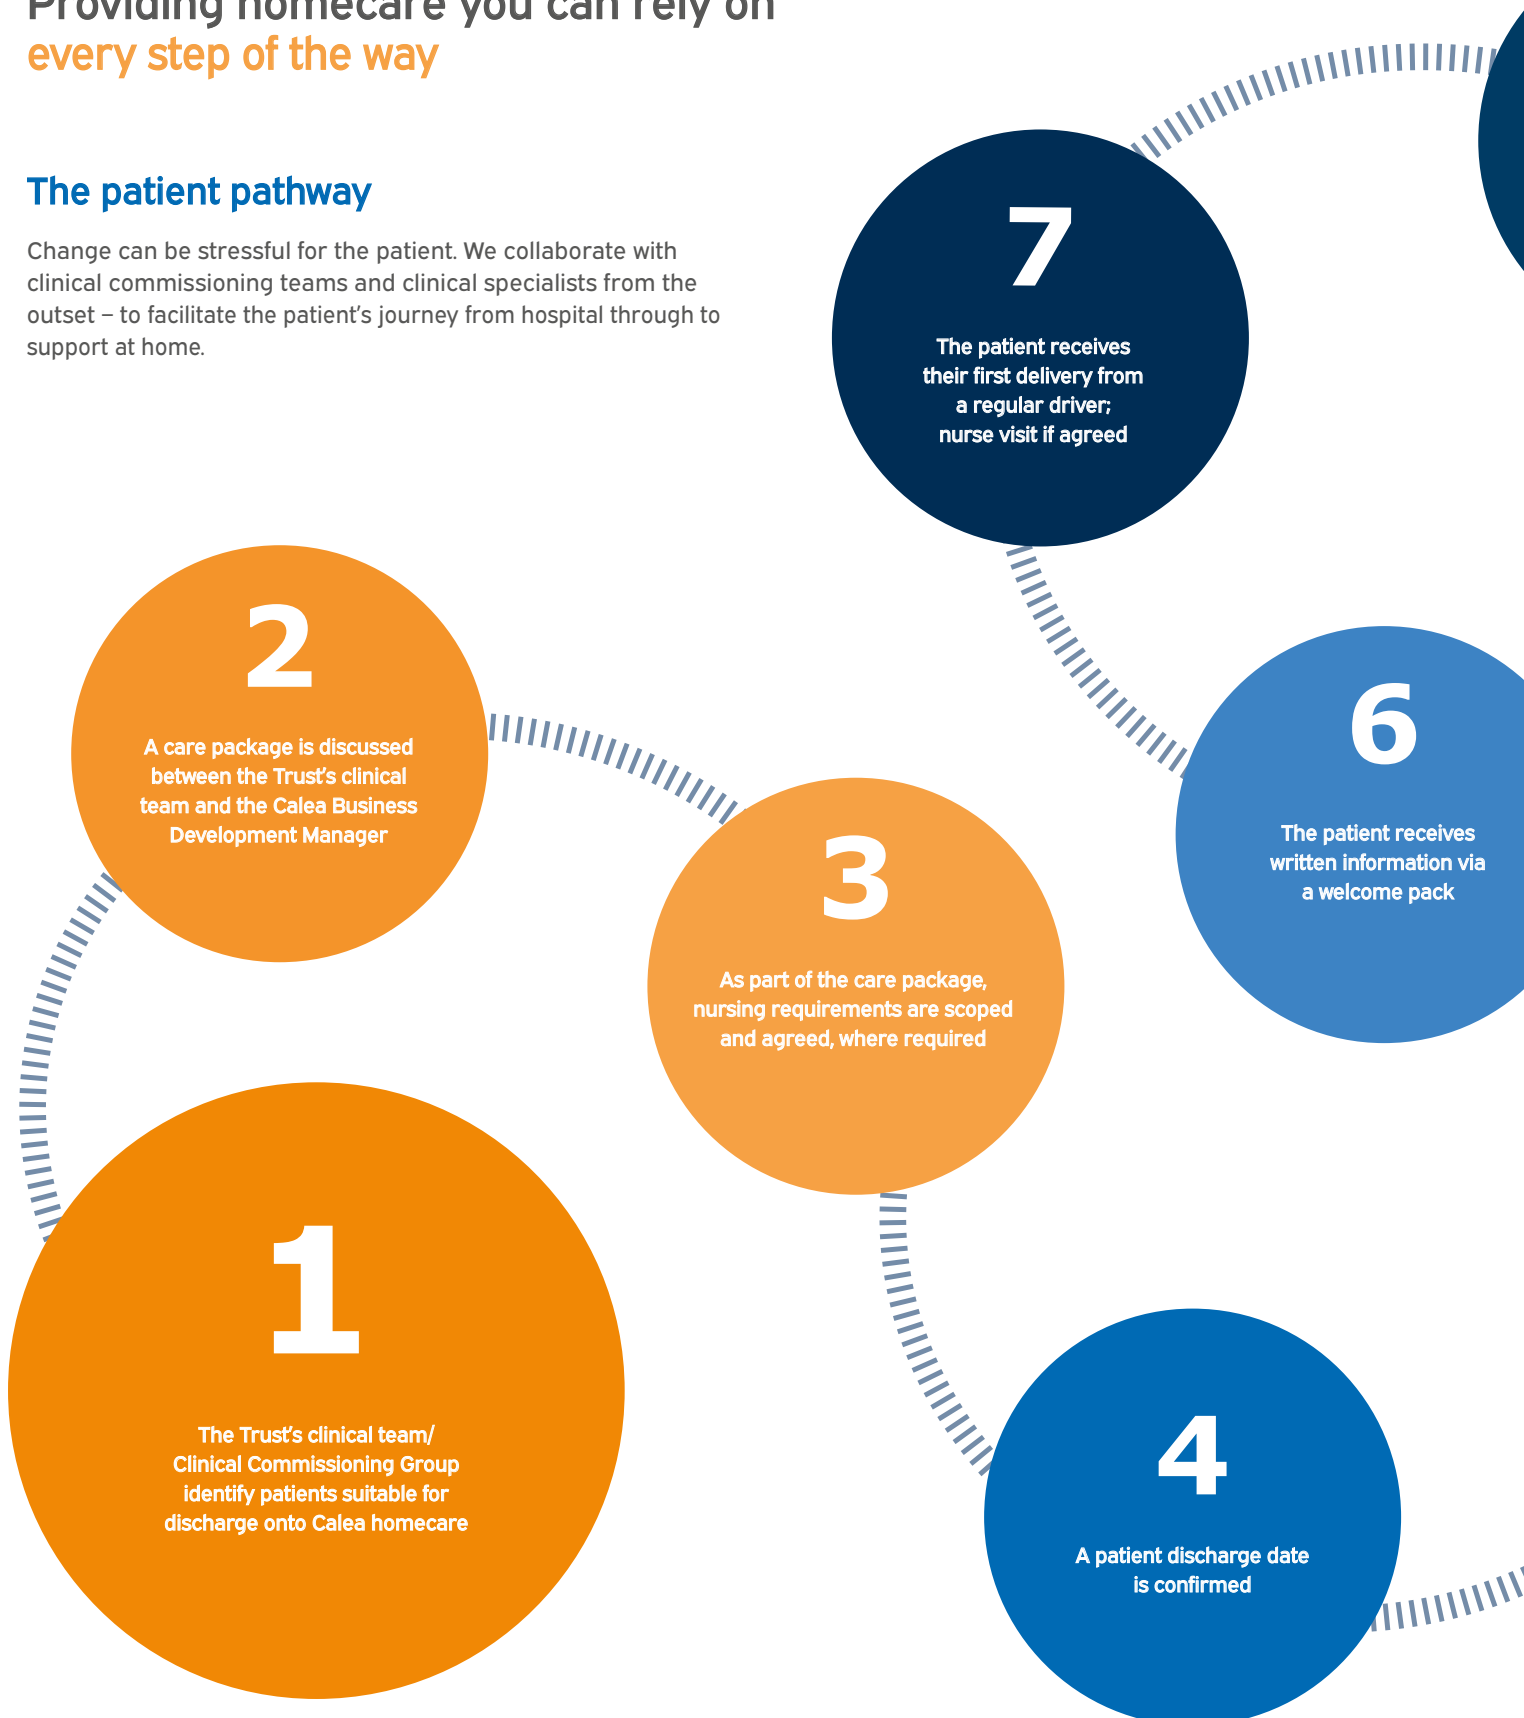 Providing homecare you can rely on
every step of the way
The patient pathway
Change can be stressful for the patient. We collaborate with
clinical commissioning teams and clinical specialists from the
outset – to facilitate the patient's journey from hospital through to
support at home.
1
The Trust's clinical team/
Clinical Commissioning Group
identify patients suitable for
discharge onto Calea homecare
2
A care package is discussed
between the Trust's clinical
team and the Calea Business
Development Manager
3
As part of the care package,
nursing requirements are scoped
and agreed, where required
4
A patient discharge date
is confirmed
6
The patient receives
written information via
a welcome pack
7
The patient receives
their first delivery from
a regular driver;
nurse visit if agreed